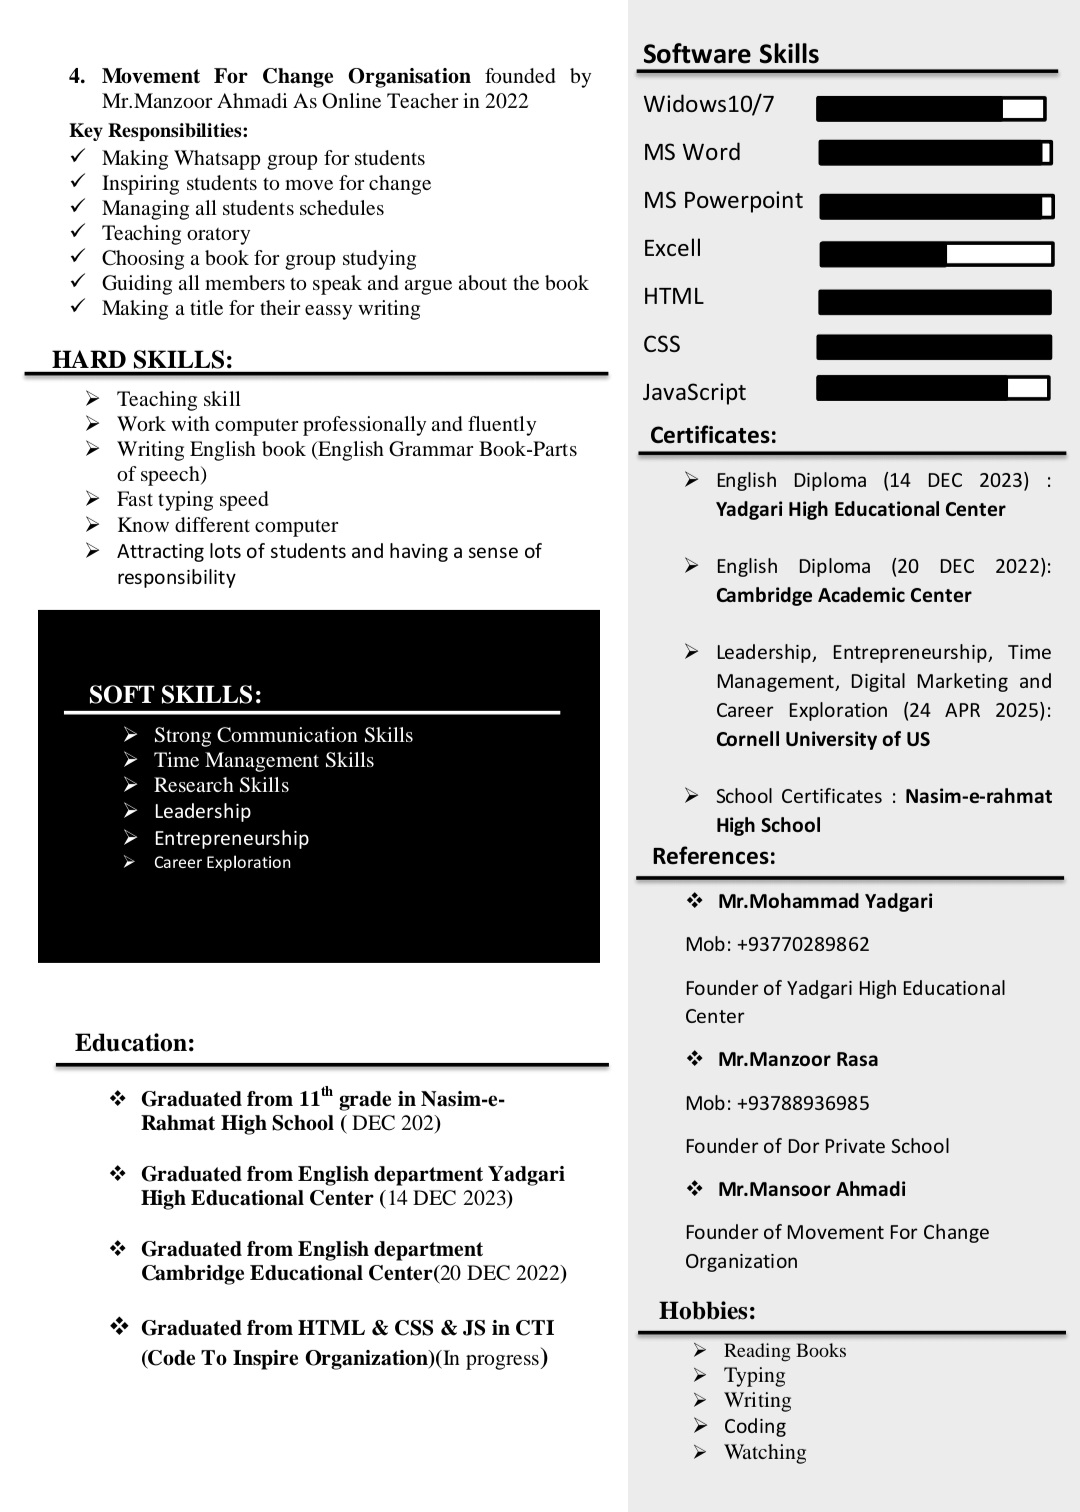 4. Movement For Change Organisation founded by
Mr.Manzoor Ahmadi As Online Teacher in 2022
Key Responsibilities:
✓ Making Whatsapp group for students
✓ Inspiring students to move for change
✓ Managing all students schedules
✓ Teaching oratory
✓ Choosing a book for group studying
✓ Guiding all members to speak and argue about the book
✓ Making a title for their eassy writing
HARD SKILLS:
➢ Teaching skill
➢ Work with computer professionally and fluently
➢ Writing English book (English Grammar Book-Parts
of speech)
➢ Fast typing speed
➢ Know different computer
➢ Attracting lots of students and having a sense of
responsibility
SOFT SKILLS:
➢ Strong Communication Skills
➢ Time Management Skills
➢ Research Skills
➢ Leadership
➢ Entrepreneurship
➢ Career Exploration
Education:
❖ Graduated from 11th grade in Nasim-e-
Rahmat High School ( DEC 202)
❖ Graduated from English department Yadgari
High Educational Center (14 DEC 2023)
❖ Graduated from English department
Cambridge Educational Center(20 DEC 2022)
❖ Graduated from HTML & CSS & JS in CTI
(Code To Inspire Organization)(In progress)
Software Skills
Widows10/7
MS Word
MS Powerpoint
Excell
HTML
CSS
JavaScript
Certificates:
➢ English Diploma (14 DEC 2023) :
Yadgari High Educational Center
➢ English Diploma (20 DEC 2022):
Cambridge Academic Center
➢ Leadership, Entrepreneurship, Time
Management, Digital Marketing and
Career Exploration (24 APR 2025):
Cornell University of US
➢ School Certificates : Nasim-e-rahmat
High School
References:
❖ Mr.Mohammad Yadgari
Mob: +93770289862
Founder of Yadgari High Educational
Center
❖ Mr.Manzoor Rasa
Mob: +93788936985
Founder of Dor Private School
❖ Mr.Mansoor Ahmadi
Founder of Movement For Change
Organization
Hobbies:
➢ Reading Books
➢ Typing
➢ Writing
➢ Coding
➢ Watching